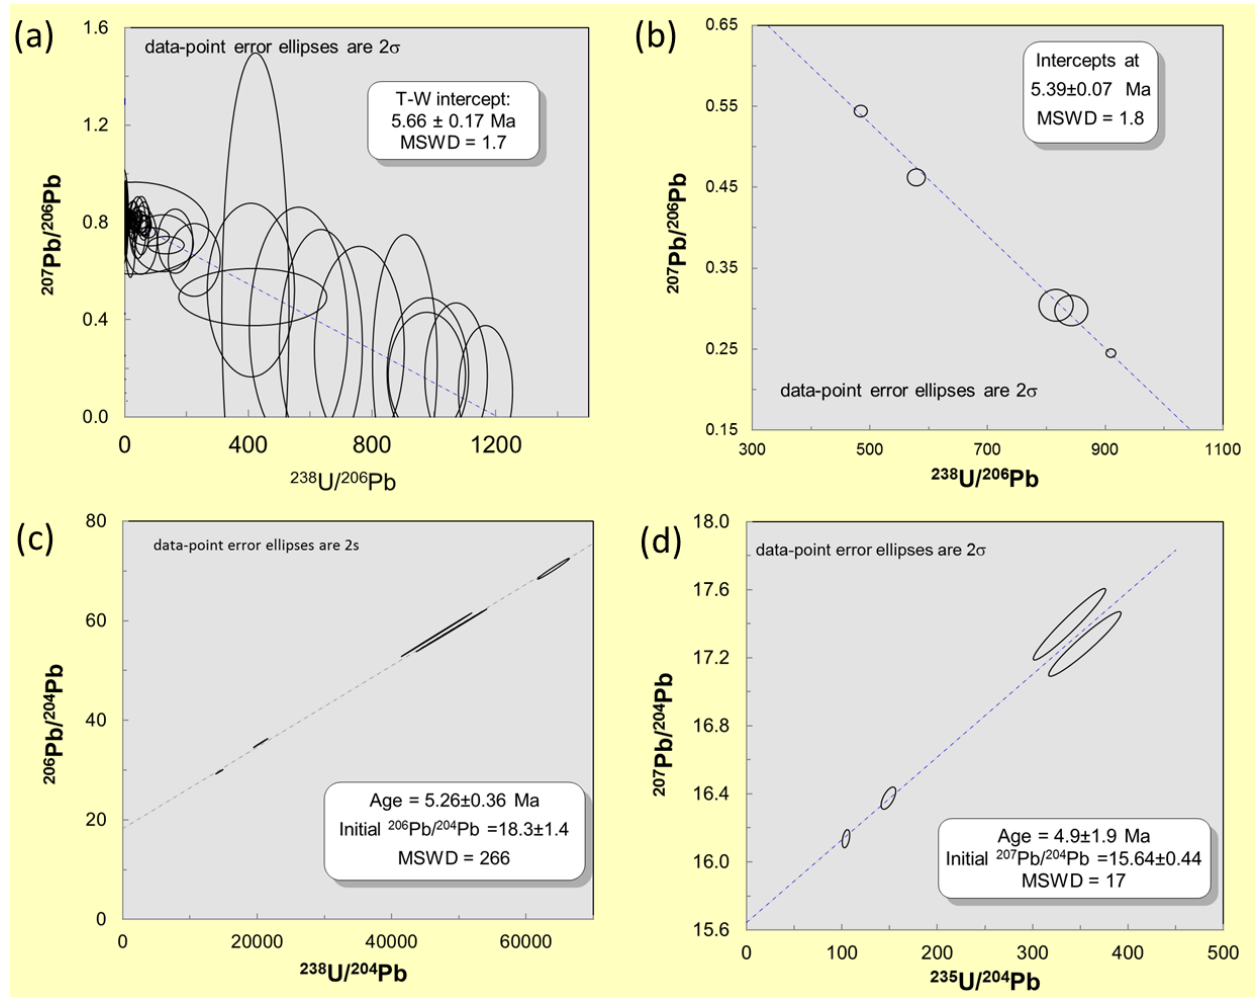 (a)
1.6
data-point error ellipses are 2σ
T-W intercept:
5.66 ± 0.17 Ma
MSWD = 1.7
1.2
0.8
0.4
0.0
²⁰⁷Pb/²⁰⁶Pb
0 400 800 1200
²³⁸U/²⁰⁶Pb
(b)
0.65
Intercepts at
5.39±0.07 Ma
MSWD = 1.8
0.55
0.45
0.35
0.25
0.15
²⁰⁷Pb/²⁰⁶Pb
data-point error ellipses are 2σ
300 500 700 900 1100
²³⁸U/²⁰⁶Pb
(c)
80
data-point error ellipses are 2s
60
40
20
0
²⁰⁶Pb/²⁰⁴Pb
Age = 5.26±0.36 Ma
Initial ²⁰⁶Pb/²⁰⁴Pb =18.3±1.4
MSWD = 266
0 20000 40000 60000
²³⁸U/²⁰⁴Pb
(d)
18.0
data-point error ellipses are 2σ
17.6
17.2
16.8
16.4
16.0
15.6
²⁰⁷Pb/²⁰⁴Pb
Age = 4.9±1.9 Ma
Initial ²⁰⁷Pb/²⁰⁴Pb =15.64±0.44
MSWD = 17
0 100 200 300 400 500
²³⁵U/²⁰⁴Pb